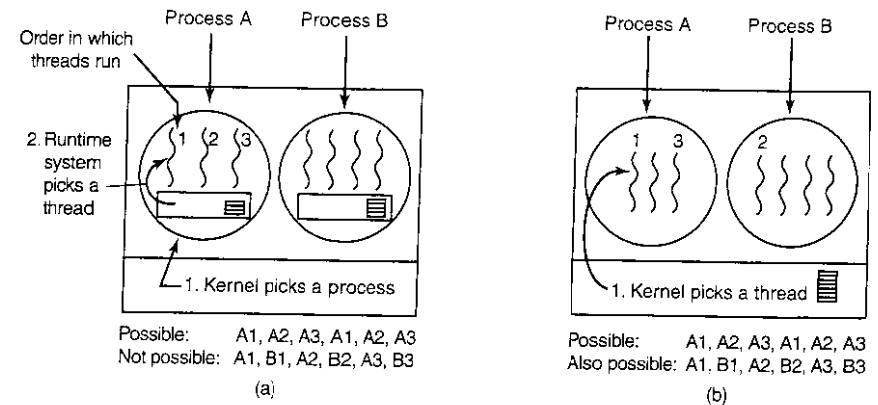 Process A
Process B
Order in which
threads run
1
2
3
2. Runtime
system
picks a
thread
1. Kernel picks a process
Possible: A1, A2, A3, A1, A2, A3
Not possible: A1, B1, A2, B2, A3, B3
(a)
Process A
Process B
1
3
2
1. Kernel picks a thread
Possible: A1, A2, A3, A1, A2, A3
Also possible: A1, B1, A2, B2, A3, B3
(b)